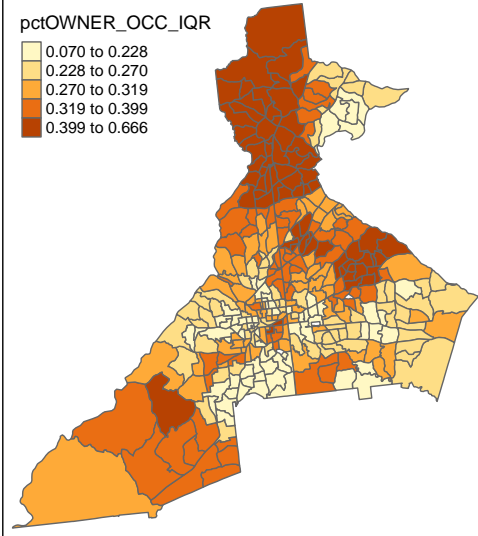 pctOWNER_OCC_IQR
0.070 to 0.228
0.228 to 0.270
0.270 to 0.319
0.319 to 0.399
0.399 to 0.666